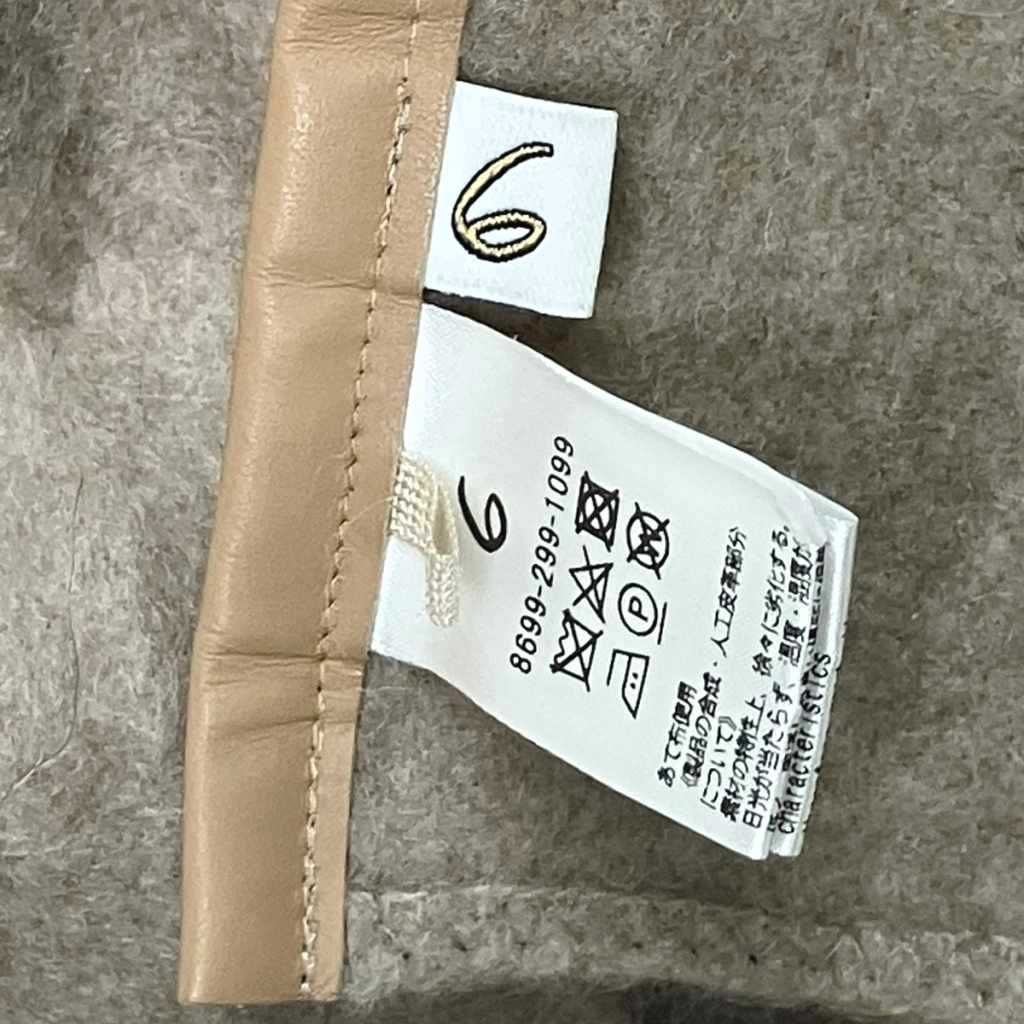 6
6
8699-299-1099
P
W
あて布使用
《製品の合成・人工皮革部分
について》
素材の特性上、徐々に劣化する。
日光が当たらず、温度・湿度が
characteristics